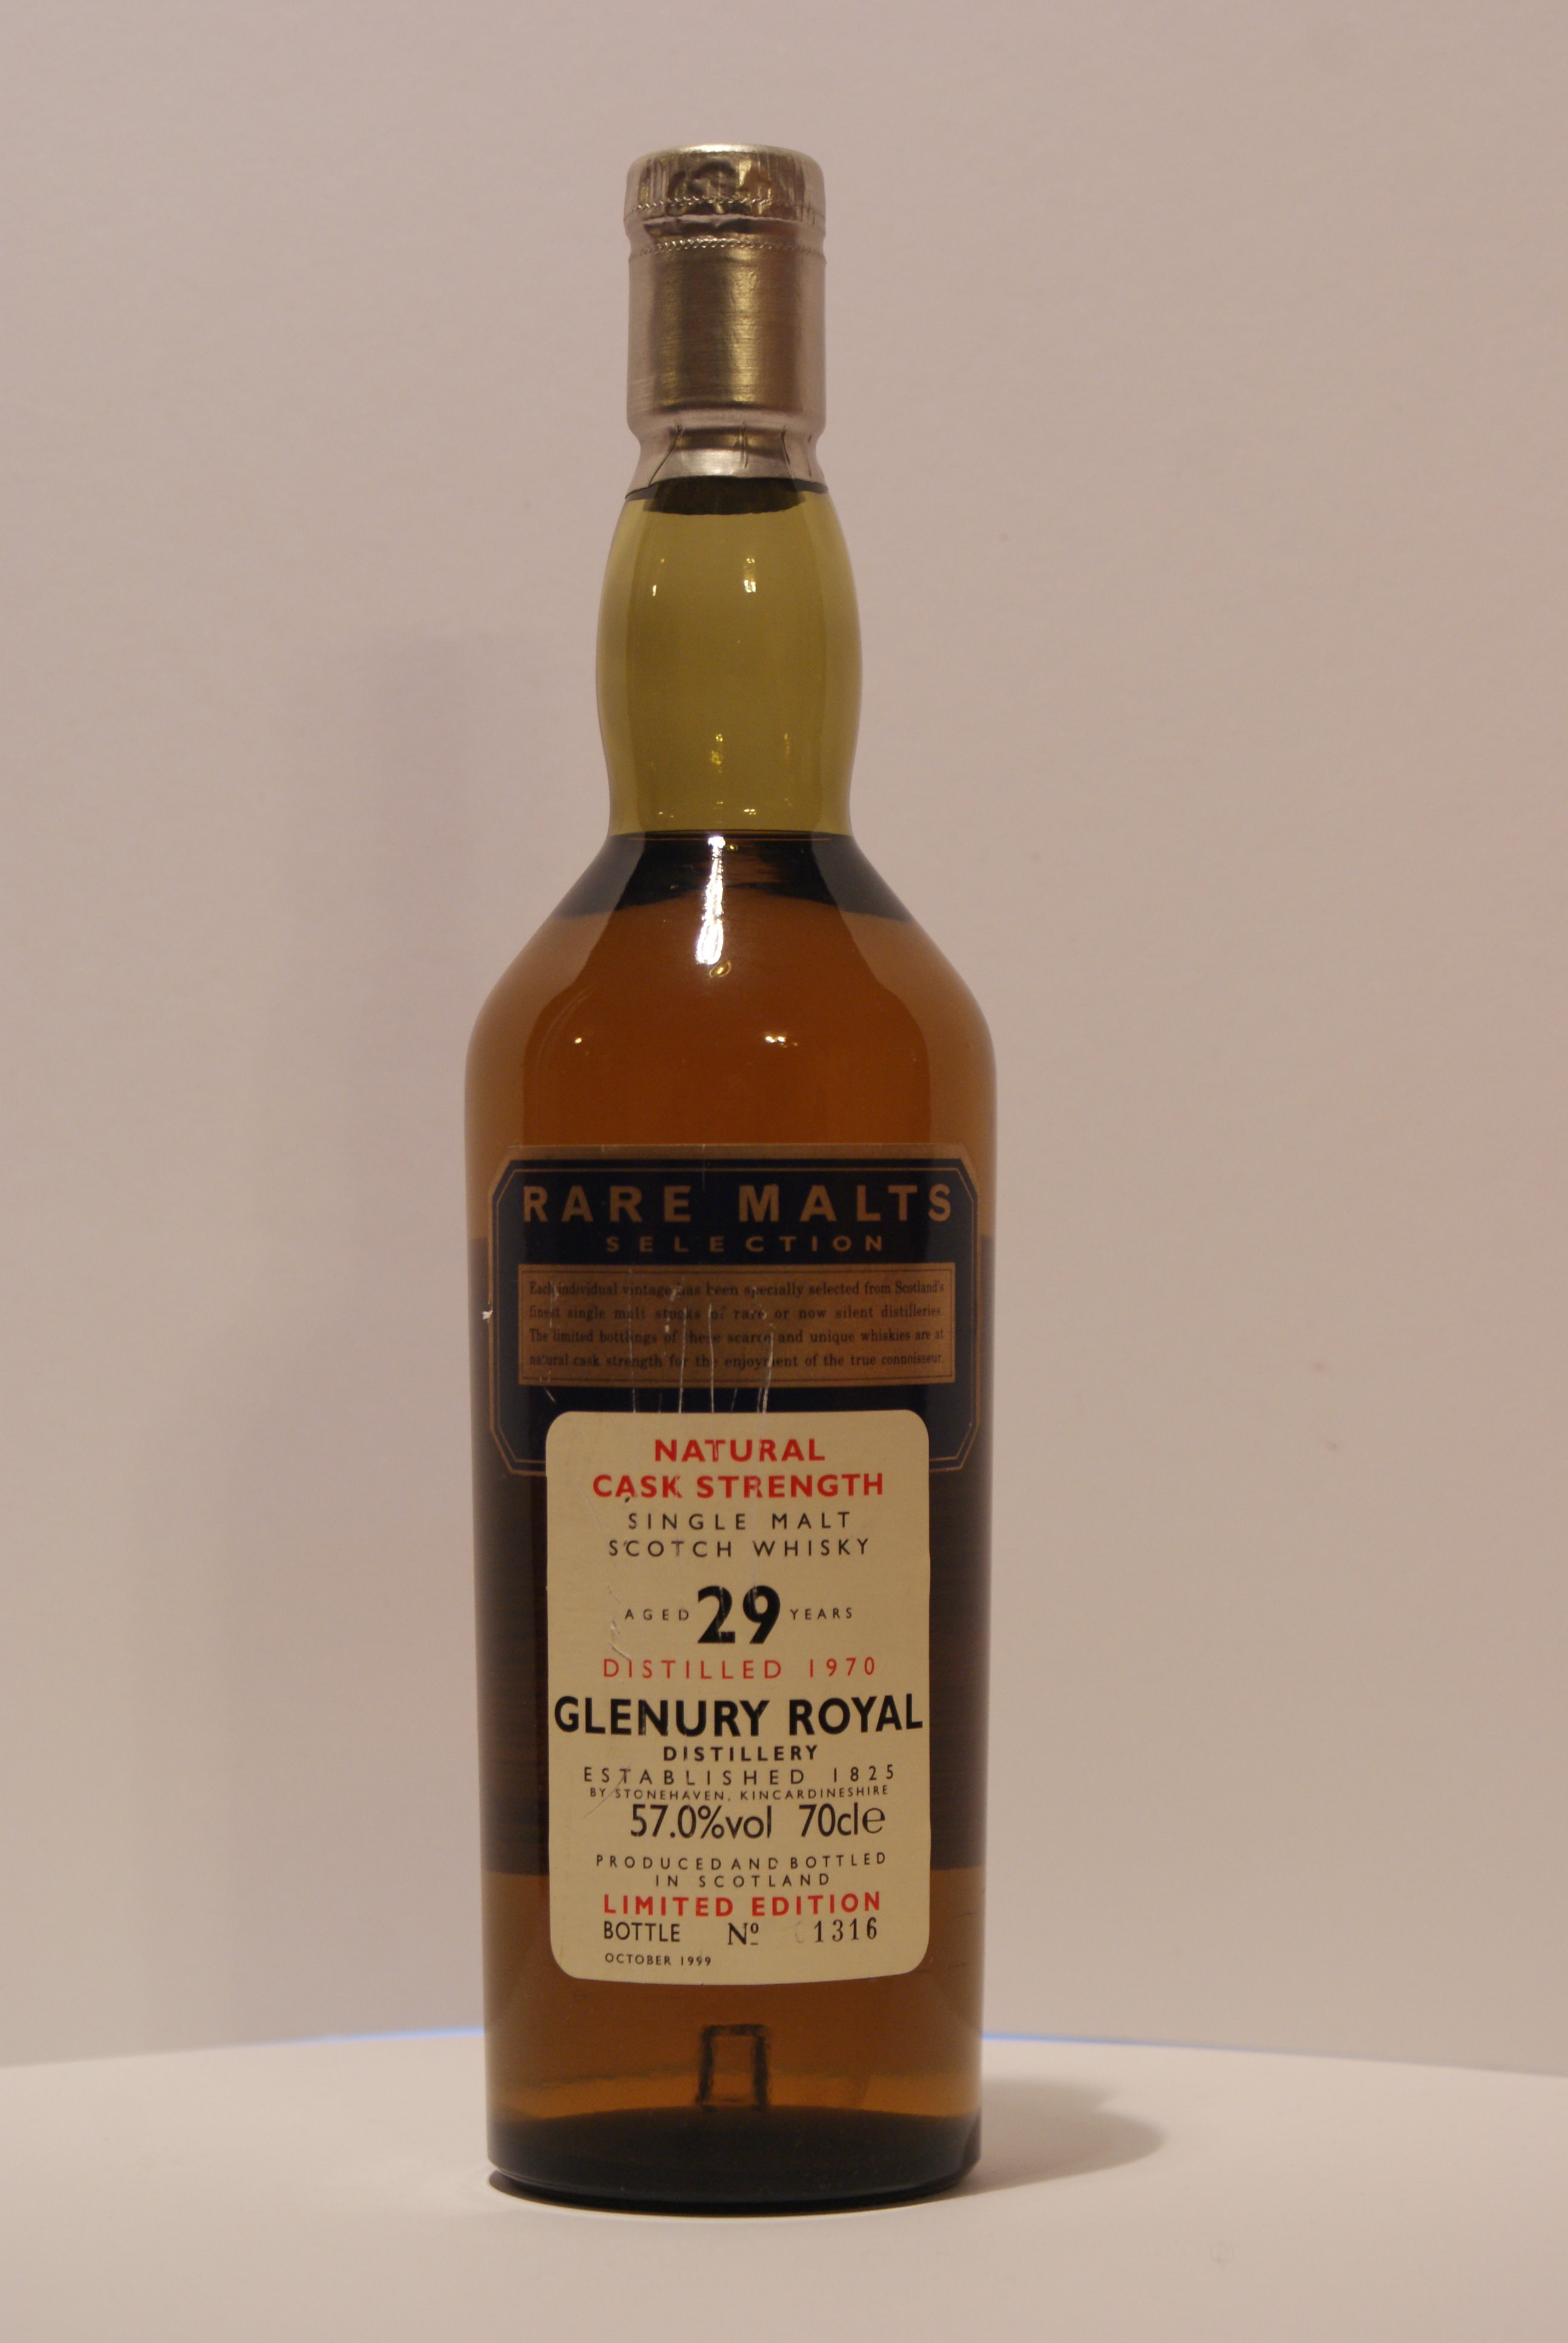 RARE MALTS
SELECTION
Each individual vintage has been specially selected from Scotland's
finest single malt stocks of rare or now silent distilleries.
The limited bottlings of these scarce and unique whiskies are at
natural cask strength for the enjoyment of the true connoisseur.
NATURAL
CASK STRENGTH
SINGLE MALT
SCOTCH WHISKY
AGED 29 YEARS
DISTILLED 1970
GLENURY ROYAL
DISTILLERY
ESTABLISHED 1825
BY STONEHAVEN, KINCARDINESHIRE
57.0%vol 70cl℮
PRODUCED AND BOTTLED
IN SCOTLAND
LIMITED EDITION
BOTTLE Nº 1316
OCTOBER 1999